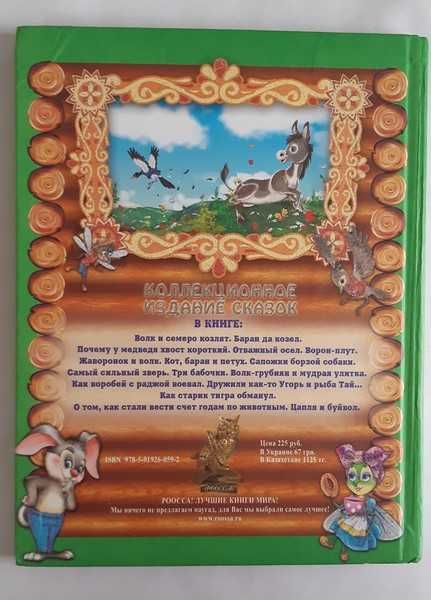 КОЛЛЕКЦИОННОЕ
ИЗДАНИЕ СКАЗОК
В КНИГЕ:
Волк и семеро козлят. Баран да козел.
Почему у медведя хвост короткий. Отважный осел. Ворон-плут.
Жаворонок и волк. Кот, баран и петух. Сапожки борзой собаки.
Самый сильный зверь. Три бабочки. Волк-грубиян и мудрая улитка.
Как воробей с раджой воевал. Дружили как-то Угорь и рыба Тай...
Как старик тигра обманул.
О том, как стали вести счет годам по животным. Цапля и буйвол.
ISBN 978-5-91926-059-2
Цена 225 руб.
В Украине 67 грн.
В Казахстане 1125 тг.
РООССА
РООССА! ЛУЧШИЕ КНИГИ МИРА!
Мы ничего не предлагаем наугад, для Вас мы выбрали самое лучшее!
www.roossa.ru